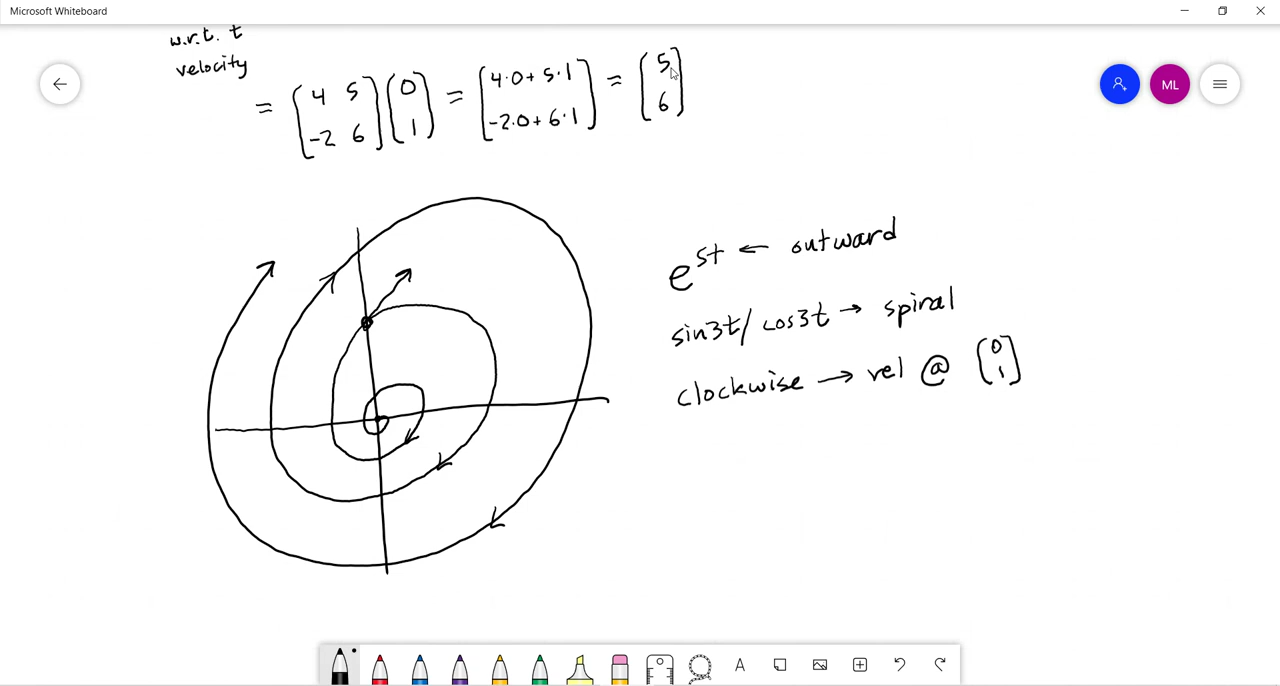 Microsoft Whiteboard
w.r.t. t
velocity
= (4 5 -2 6)(0 1) = [4·0+5·1 -2·0+6·1] = [5 6]
ML
e^5t ← outward
sin3t/cos3t → spiral
clockwise → vel @ [0 1]
A